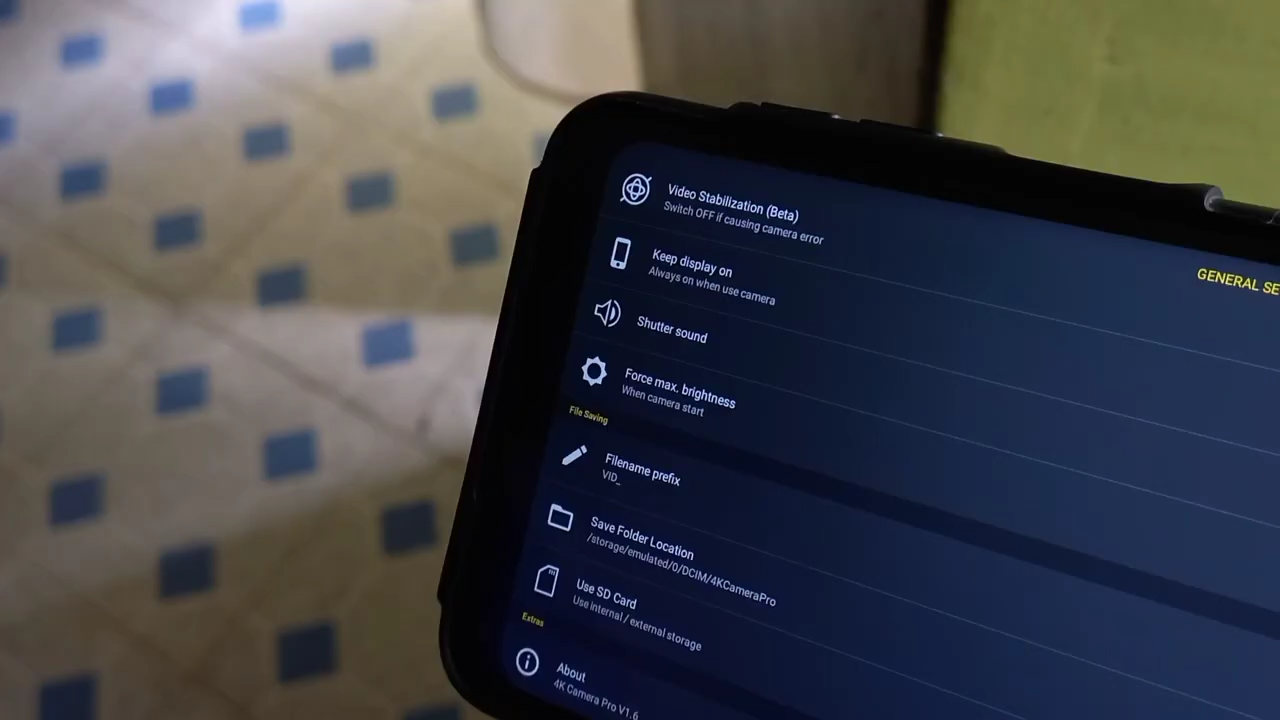 GENERAL SE
Video Stabilization (Beta)
Switch OFF if causing camera error
Keep display on
Always on when use camera
Shutter sound
Force max. brightness
When camera start
File Saving
Filename prefix
VID_
Save Folder Location
/storage/emulated/0/DCIM/4KCameraPro
Use SD Card
Use internal / external storage
Extras
About
4K Camera Pro V1.6